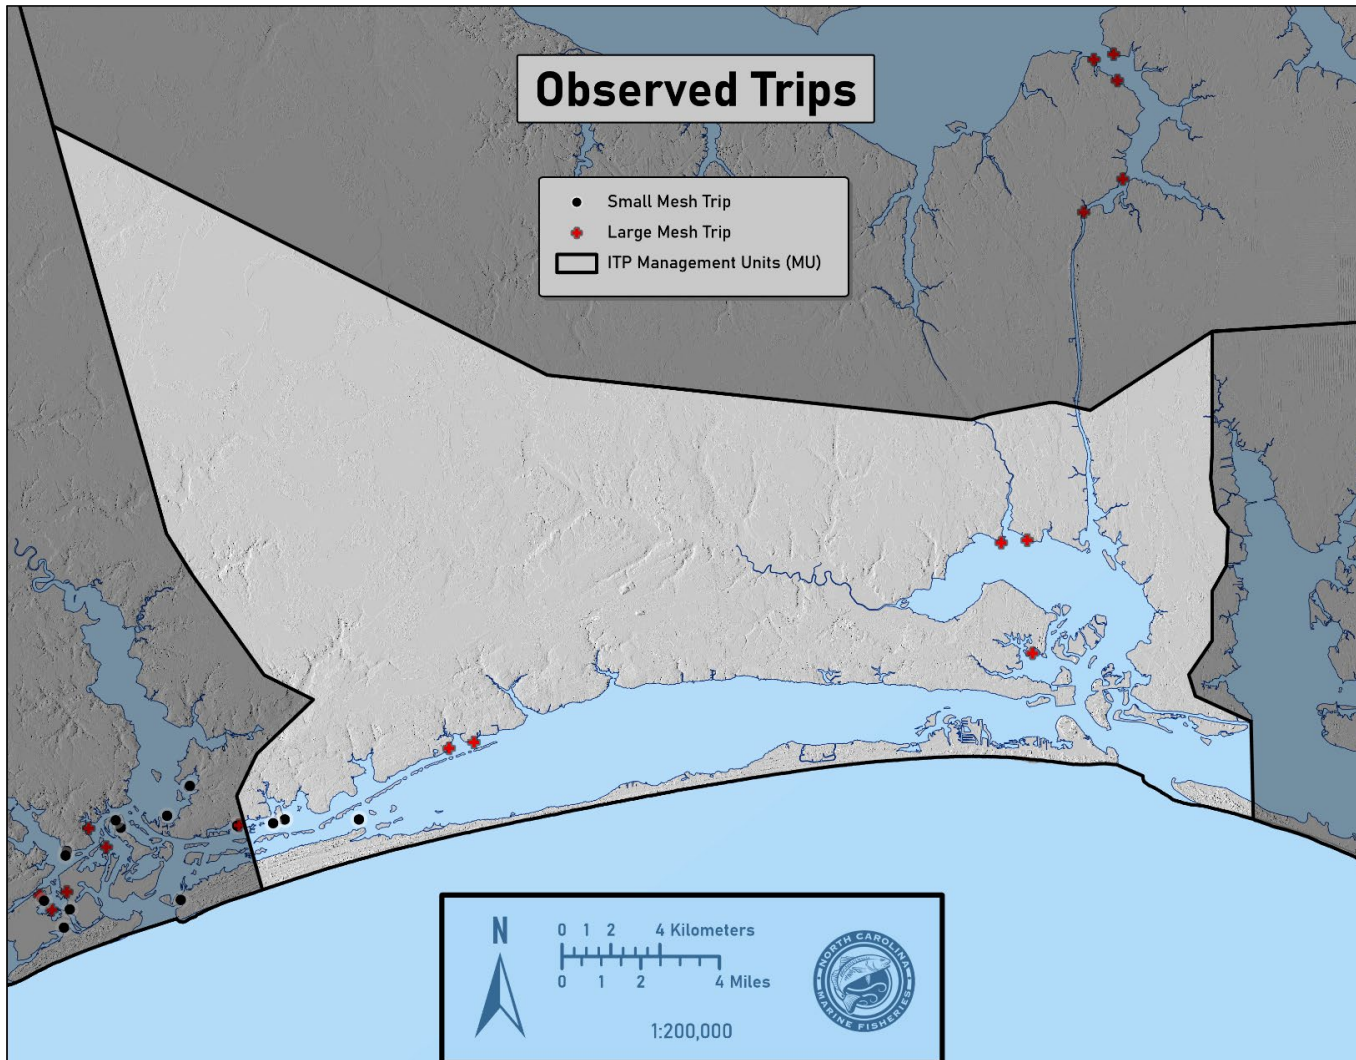 Observed Trips
Small Mesh Trip
Large Mesh Trip
ITP Management Units (MU)
N
0 1 2 4 Kilometers
0 1 2 4 Miles
1:200,000
NORTH CAROLINA
MARINE FISHERIES